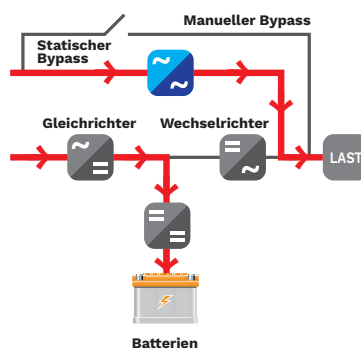 Manueller Bypass
Statischer
Bypass
Gleichrichter
Wechselrichter
LAST
Batterien